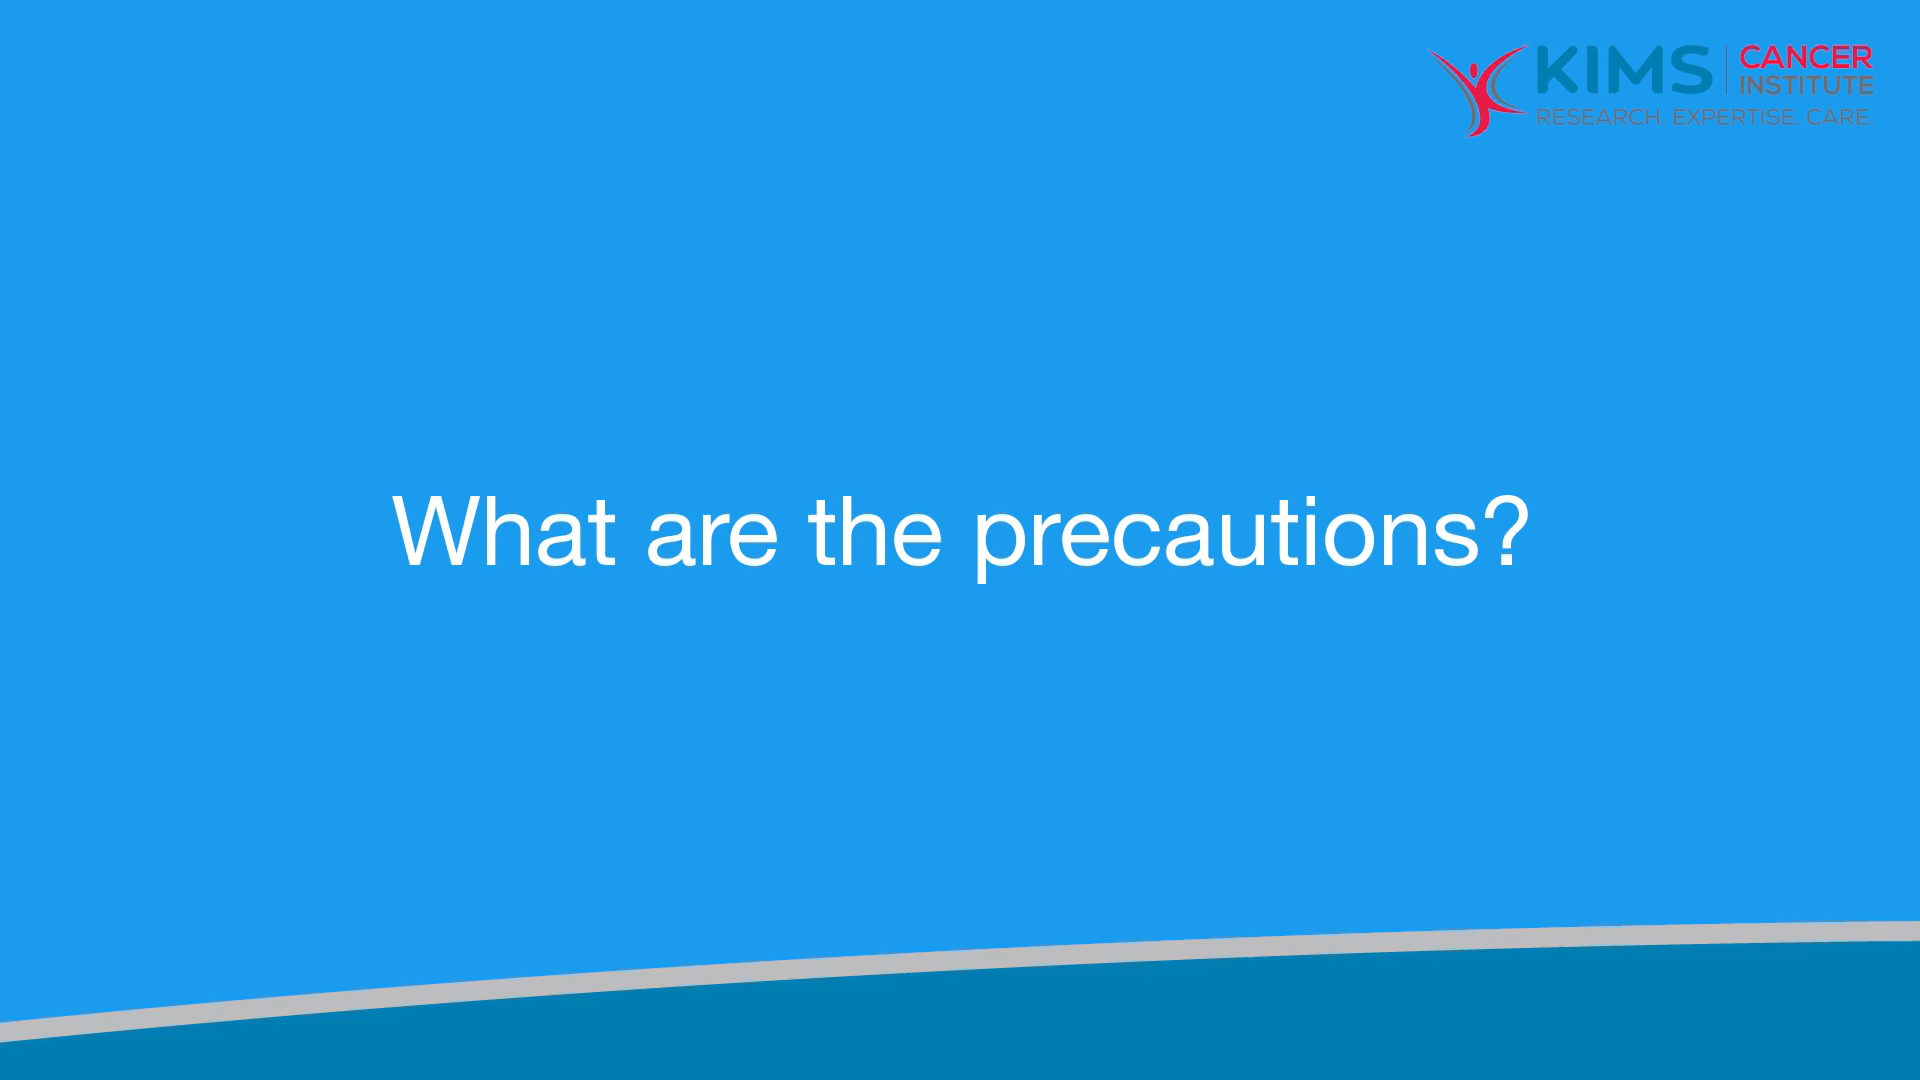 KIMS
CANCER
INSTITUTE
RESEARCH. EXPERTISE. CARE.
What are the precautions?